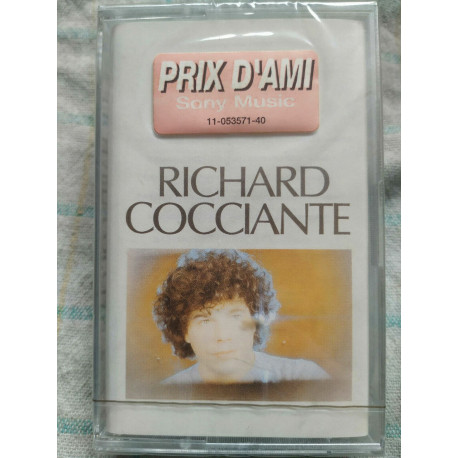 PRIX D'AMI
Sony Music
11-053571-40
RICHARD
COCCIANTE